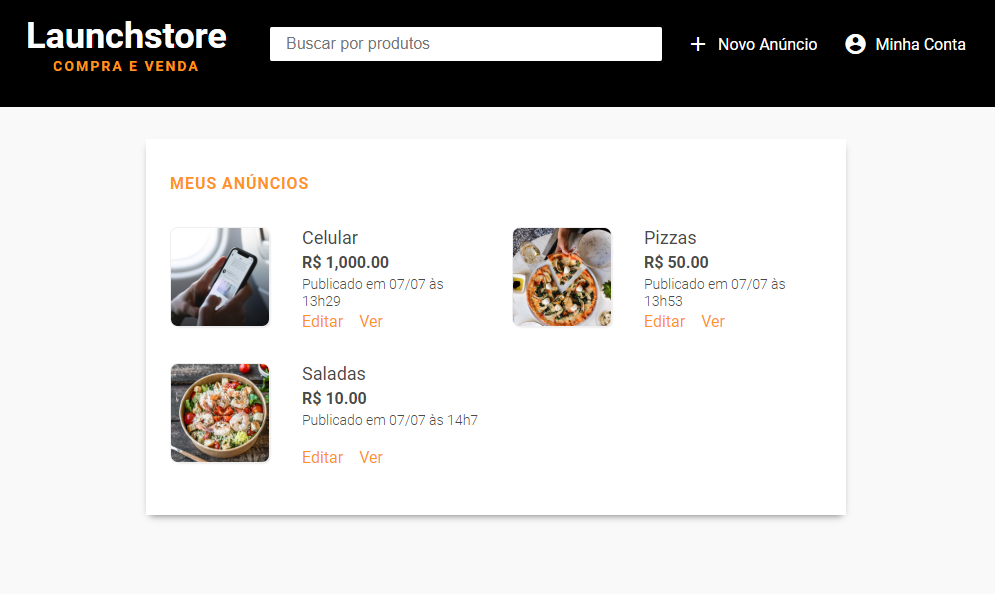 Launchstore
COMPRA E VENDA
Buscar por produtos
Novo Anúncio
Minha Conta
MEUS ANÚNCIOS
Celular
R$ 1,000.00
Publicado em 07/07 às
13h29
Editar Ver
Pizzas
R$ 50.00
Publicado em 07/07 às
13h53
Editar Ver
Saladas
R$ 10.00
Publicado em 07/07 às 14h7
Editar Ver